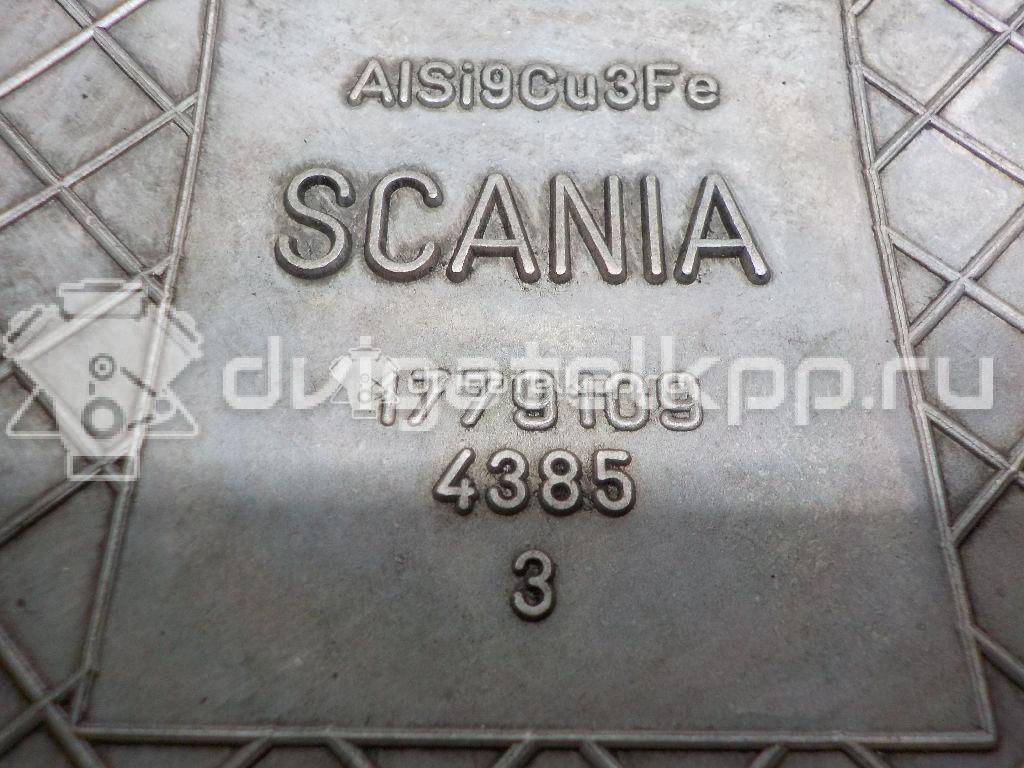 AlSi9Cu3Fe
SCANIA
dvigatelkpp.ru
1779109
4385
3